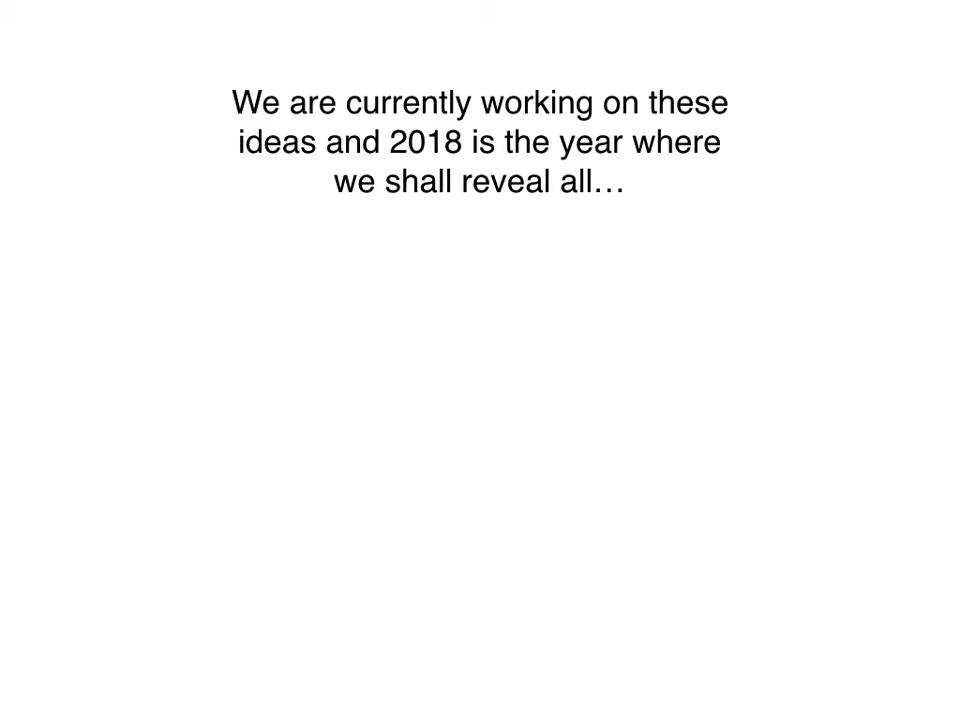 We are currently working on these
ideas and 2018 is the year where
we shall reveal all…